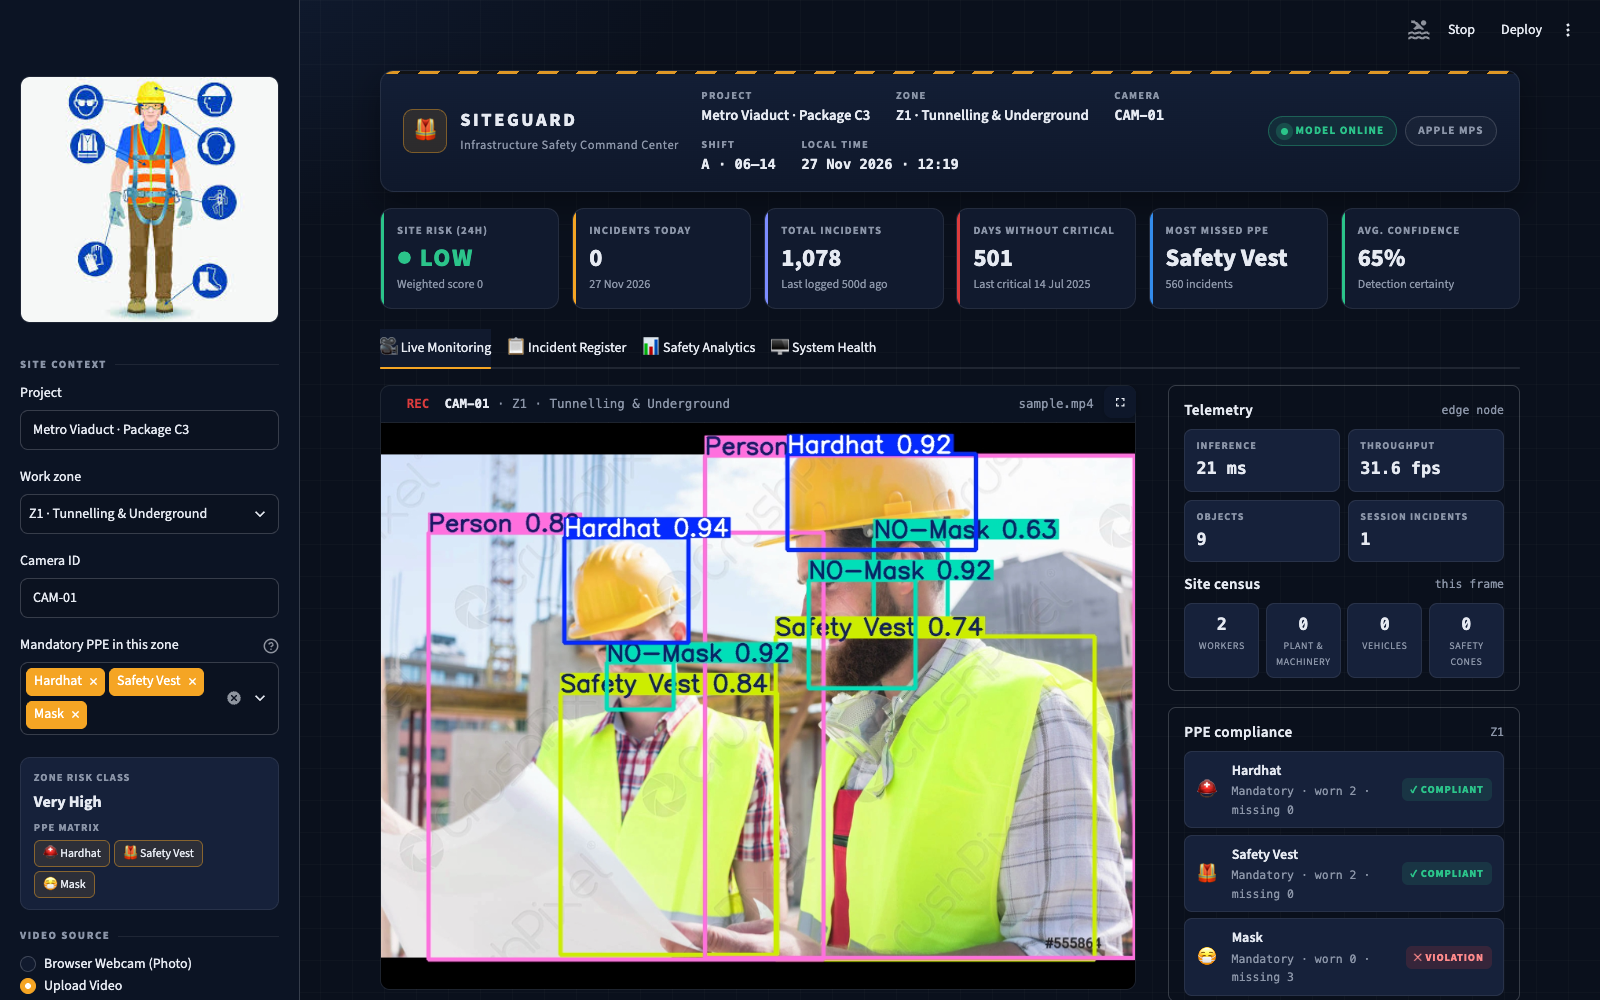 Stop
Deploy
SITE CONTEXT
Project
Metro Viaduct · Package C3
Work zone
Z1 · Tunnelling & Underground
Camera ID
CAM-01
Mandatory PPE in this zone
Hardhat ×
Safety Vest ×
Mask ×
ZONE RISK CLASS
Very High
PPE MATRIX
Hardhat
Safety Vest
Mask
VIDEO SOURCE
Browser Webcam (Photo)
Upload Video
SITEGUARD
Infrastructure Safety Command Center
PROJECT
Metro Viaduct · Package C3
ZONE
Z1 · Tunnelling & Underground
CAMERA
CAM-01
SHIFT
A · 06–14
LOCAL TIME
27 Nov 2026 · 12:19
MODEL ONLINE
APPLE MPS
SITE RISK (24H)
LOW
Weighted score 0
INCIDENTS TODAY
0
27 Nov 2026
TOTAL INCIDENTS
1,078
Last logged 500d ago
DAYS WITHOUT CRITICAL
501
Last critical 14 Jul 2025
MOST MISSED PPE
Safety Vest
560 incidents
AVG. CONFIDENCE
65%
Detection certainty
Live Monitoring
Incident Register
Safety Analytics
System Health
REC CAM-01 · Z1 · Tunnelling & Underground
sample.mp4
Person
Hardhat 0.92
Person 0.8
Hardhat 0.94
NO-Mask 0.63
NO-Mask 0.92
Safety Vest 0.74
NO-Mask 0.92
Safety Vest 0.84
CrushPixel
#555864
Telemetry
edge node
INFERENCE
21 ms
THROUGHPUT
31.6 fps
OBJECTS
9
SESSION INCIDENTS
1
Site census
this frame
2
WORKERS
0
PLANT &
MACHINERY
0
VEHICLES
0
SAFETY
CONES
PPE compliance
Z1
Hardhat
Mandatory · worn 2 ·
missing 0
✓ COMPLIANT
Safety Vest
Mandatory · worn 2 ·
missing 0
✓ COMPLIANT
Mask
Mandatory · worn 0 ·
missing 3
✕ VIOLATION